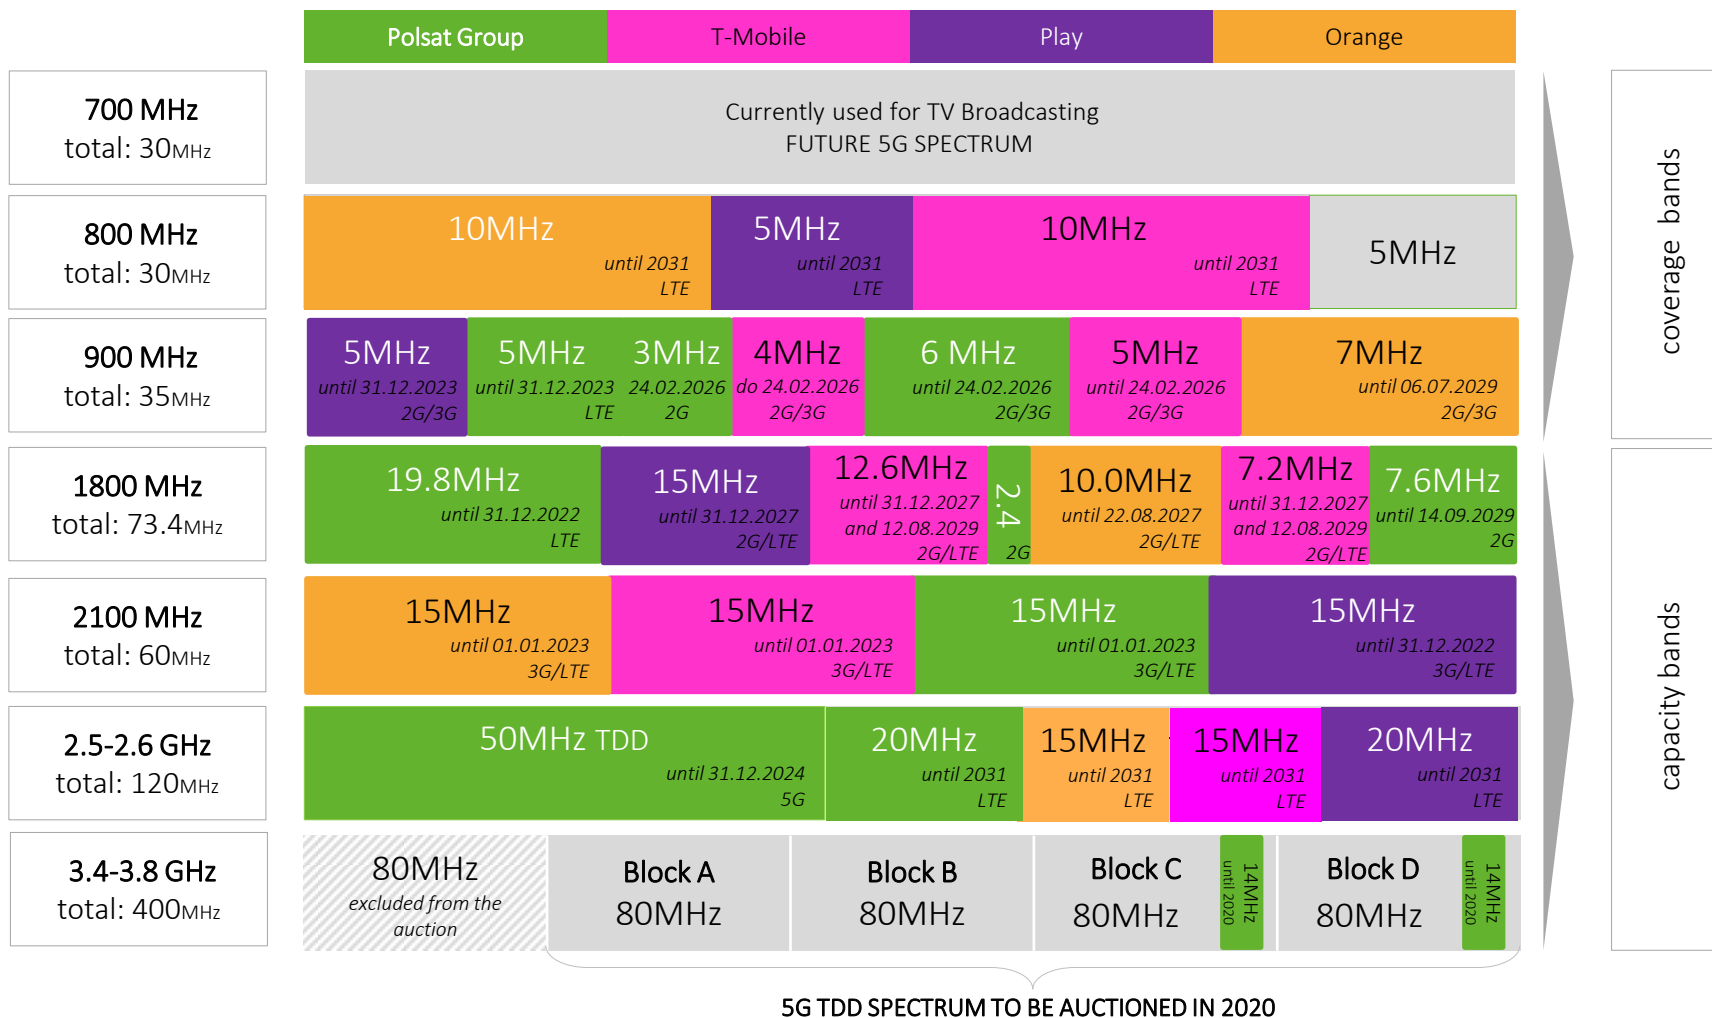 Polsat Group
T-Mobile
Play
Orange
700 MHz
total: 30MHz
Currently used for TV Broadcasting
FUTURE 5G SPECTRUM
800 MHz
total: 30MHz
10MHz
until 2031
LTE
5MHz
until 2031
LTE
10MHz
until 2031
LTE
5MHz
900 MHz
total: 35MHz
5MHz
until 31.12.2023
2G/3G
5MHz
until 31.12.2023
LTE
3MHz
24.02.2026
2G
4MHz
do 24.02.2026
2G/3G
6 MHz
until 24.02.2026
2G/3G
5MHz
until 24.02.2026
2G/3G
7MHz
until 06.07.2029
2G/3G
coverage bands
1800 MHz
total: 73.4MHz
19.8MHz
until 31.12.2022
LTE
15MHz
until 31.12.2027
2G/LTE
12.6MHz
until 31.12.2027
and 12.08.2029
2G/LTE
2.4
2G
10.0MHz
until 22.08.2027
2G/LTE
7.2MHz
until 31.12.2027
and 12.08.2029
2G/LTE
7.6MHz
until 14.09.2029
2G
2100 MHz
total: 60MHz
15MHz
until 01.01.2023
3G/LTE
15MHz
until 01.01.2023
3G/LTE
15MHz
until 01.01.2023
3G/LTE
15MHz
until 31.12.2022
3G/LTE
2.5-2.6 GHz
total: 120MHz
50MHz TDD
until 31.12.2024
5G
20MHz
until 2031
LTE
15MHz
until 2031
LTE
15MHz
until 2031
LTE
20MHz
until 2031
LTE
3.4-3.8 GHz
total: 400MHz
80MHz
excluded from the
auction
Block A
80MHz
Block B
80MHz
Block C
80MHz
14MHz
until 2020
Block D
80MHz
14MHz
until 2020
capacity bands
5G TDD SPECTRUM TO BE AUCTIONED IN 2020